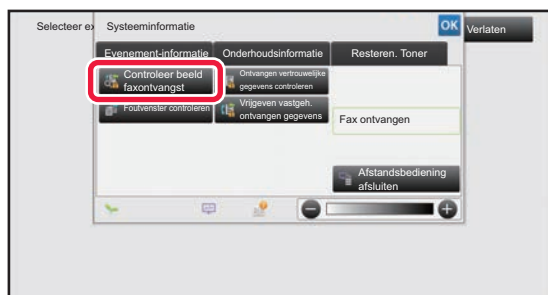 Selecteer ex
Systeeminformatie
OK
Verlaten
Evenement-informatie
Onderhoudsinformatie
Resteren. Toner
Controleer beeld
faxontvangst
Ontvangen vertrouwelijke
gegevens controleren
Foutvenster controleren
Vrijgeven vastgeh.
ontvangen gegevens
Fax ontvangen
Afstandsbediening
afsluiten